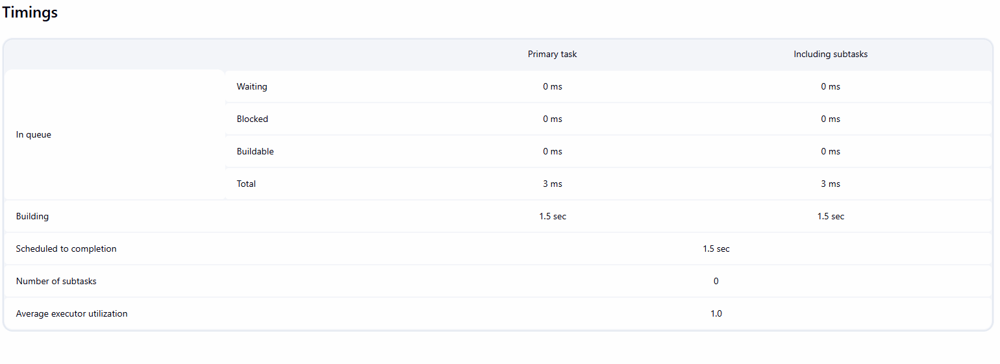 Timings
Primary task Including subtasks
Waiting 0 ms 0 ms
Blocked 0 ms 0 ms
In queue
Buildable 0 ms 0 ms
Total 3 ms 3 ms
Building 1.5 sec 1.5 sec
Scheduled to completion 1.5 sec
Number of subtasks 0
Average executor utilization 1.0